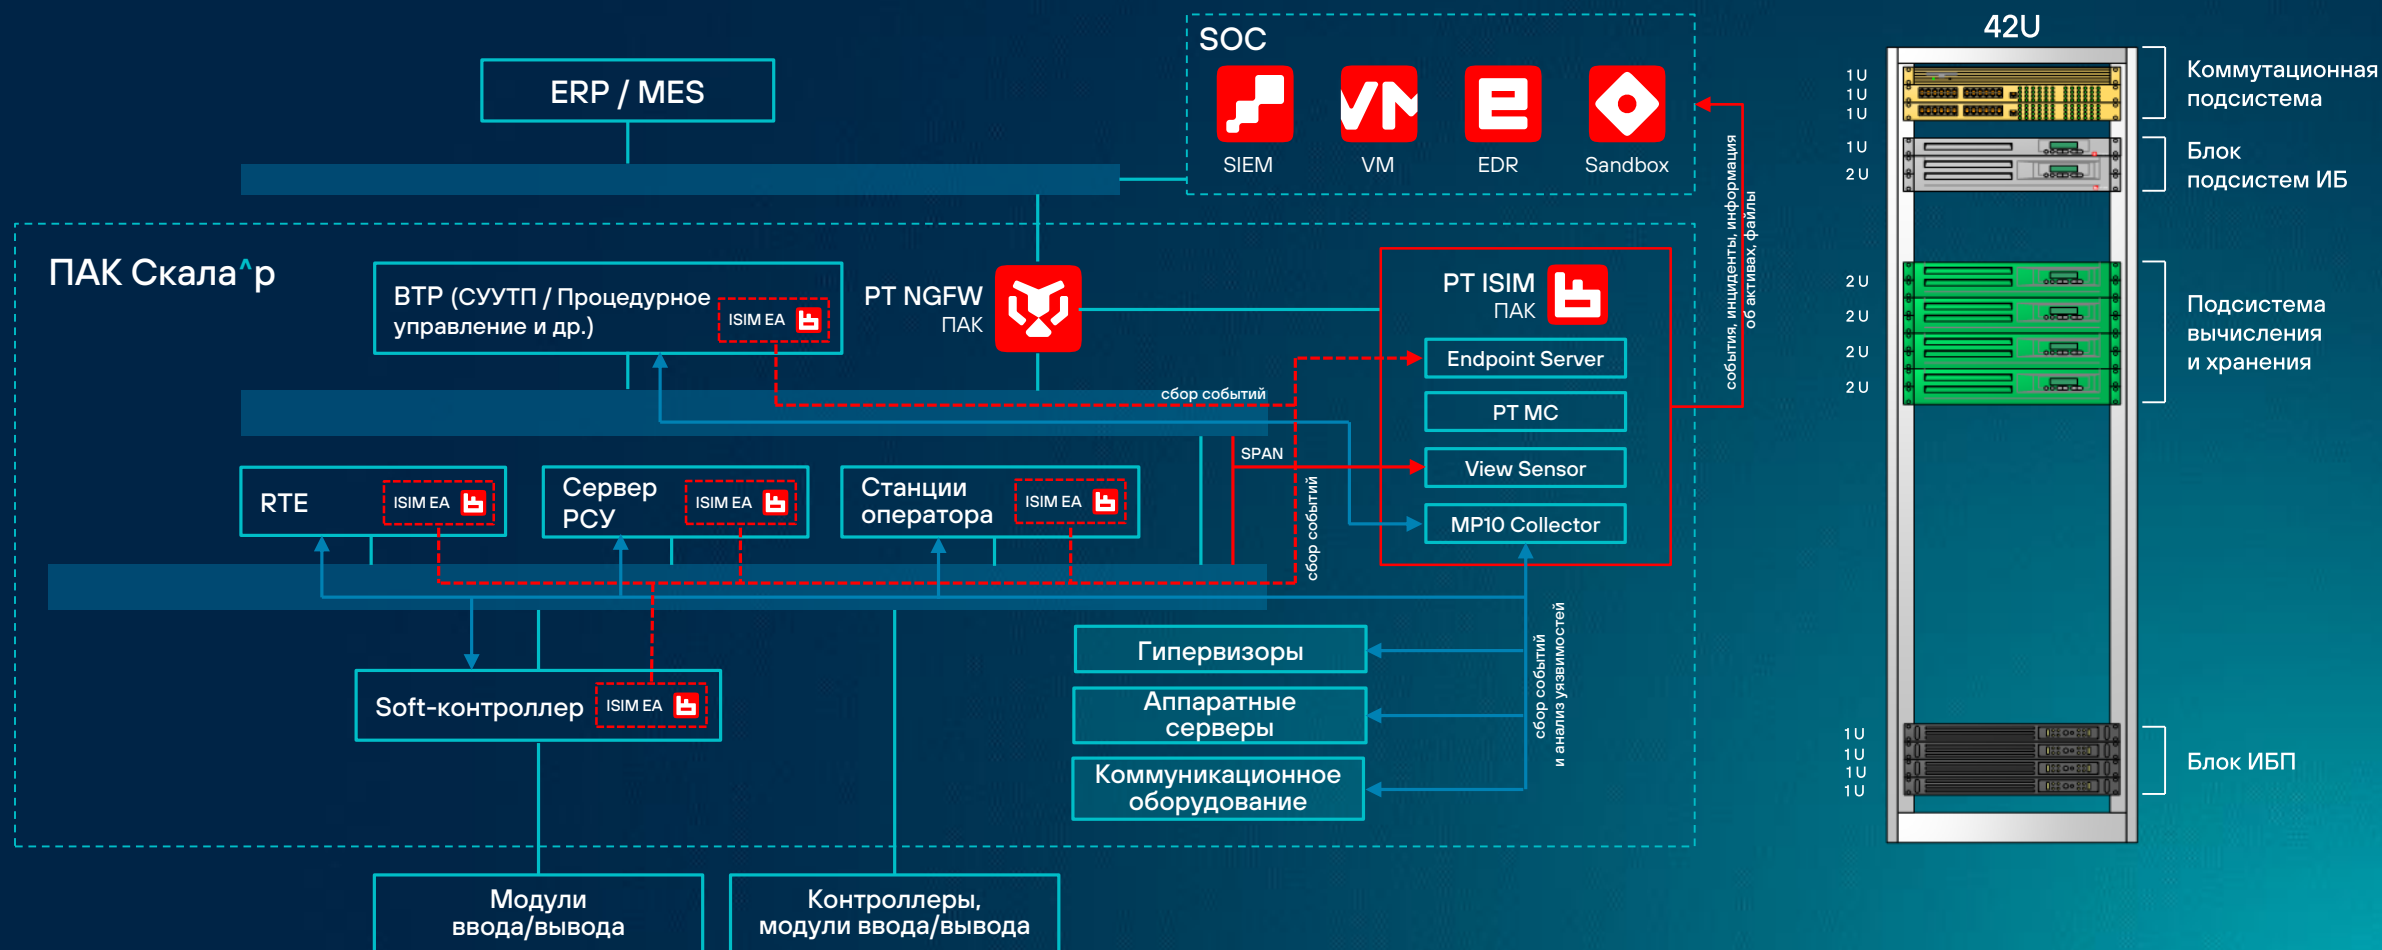 ERP / MES
SOC
SIEM
VM
EDR
Sandbox
события, инциденты, информация
об активах, файлы
ПАК Скала^р
ВТР (СУУТП / Процедурное
управление и др.)
ISIM EA
PT NGFW
ПАК
PT ISIM
ПАК
Endpoint Server
PT MC
View Sensor
MP10 Collector
сбор событий
SPAN
сбор событий
RTE
ISIM EA
Сервер
РСУ
ISIM EA
Станции
оператора
ISIM EA
Soft-контроллер
ISIM EA
Гипервизоры
Аппаратные
серверы
Коммуникационное
оборудование
сбор событий
и анализ уязвимостей
Модули
ввода/вывода
Контроллеры,
модули ввода/вывода
42U
1U
1U
1U
Коммутационная
подсистема
1U
2U
Блок
подсистем ИБ
2U
2U
2U
2U
Подсистема
вычисления
и хранения
1U
1U
1U
1U
Блок ИБП